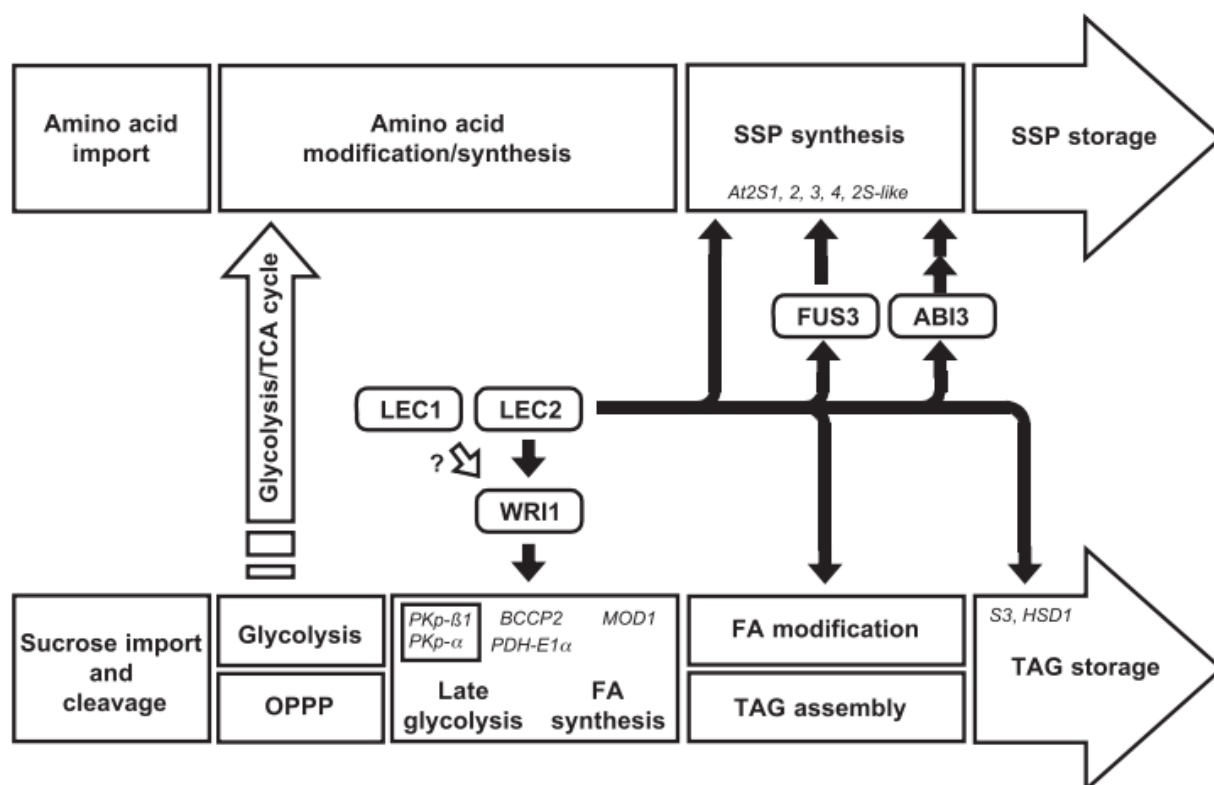 Amino acid
import
Amino acid
modification/synthesis
SSP synthesis
At2S1, 2, 3, 4, 2S-like
SSP storage
Glycolysis/TCA cycle
FUS3
ABI3
LEC1
LEC2
?
WRI1
Sucrose import
and
cleavage
Glycolysis
OPPP
PKp-ß1
PKp-α
BCCP2
PDH-E1α
MOD1
Late
glycolysis
FA
synthesis
FA modification
TAG assembly
S3, HSD1
TAG storage